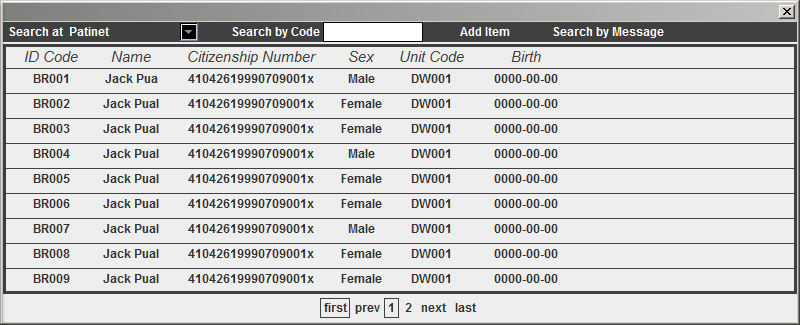 Search at Patinet Search by Code Add Item Search by Message
ID Code Name Citizenship Number Sex Unit Code Birth
BR001 Jack Pua 41042619990709001x Male DW001 0000-00-00
BR002 Jack Pual 41042619990709001x Female DW001 0000-00-00
BR003 Jack Pual 41042619990709001x Female DW001 0000-00-00
BR004 Jack Pual 41042619990709001x Male DW001 0000-00-00
BR005 Jack Pual 41042619990709001x Female DW001 0000-00-00
BR006 Jack Pual 41042619990709001x Female DW001 0000-00-00
BR007 Jack Pual 41042619990709001x Male DW001 0000-00-00
BR008 Jack Pual 41042619990709001x Female DW001 0000-00-00
BR009 Jack Pual 41042619990709001x Female DW001 0000-00-00
first prev 1 2 next last